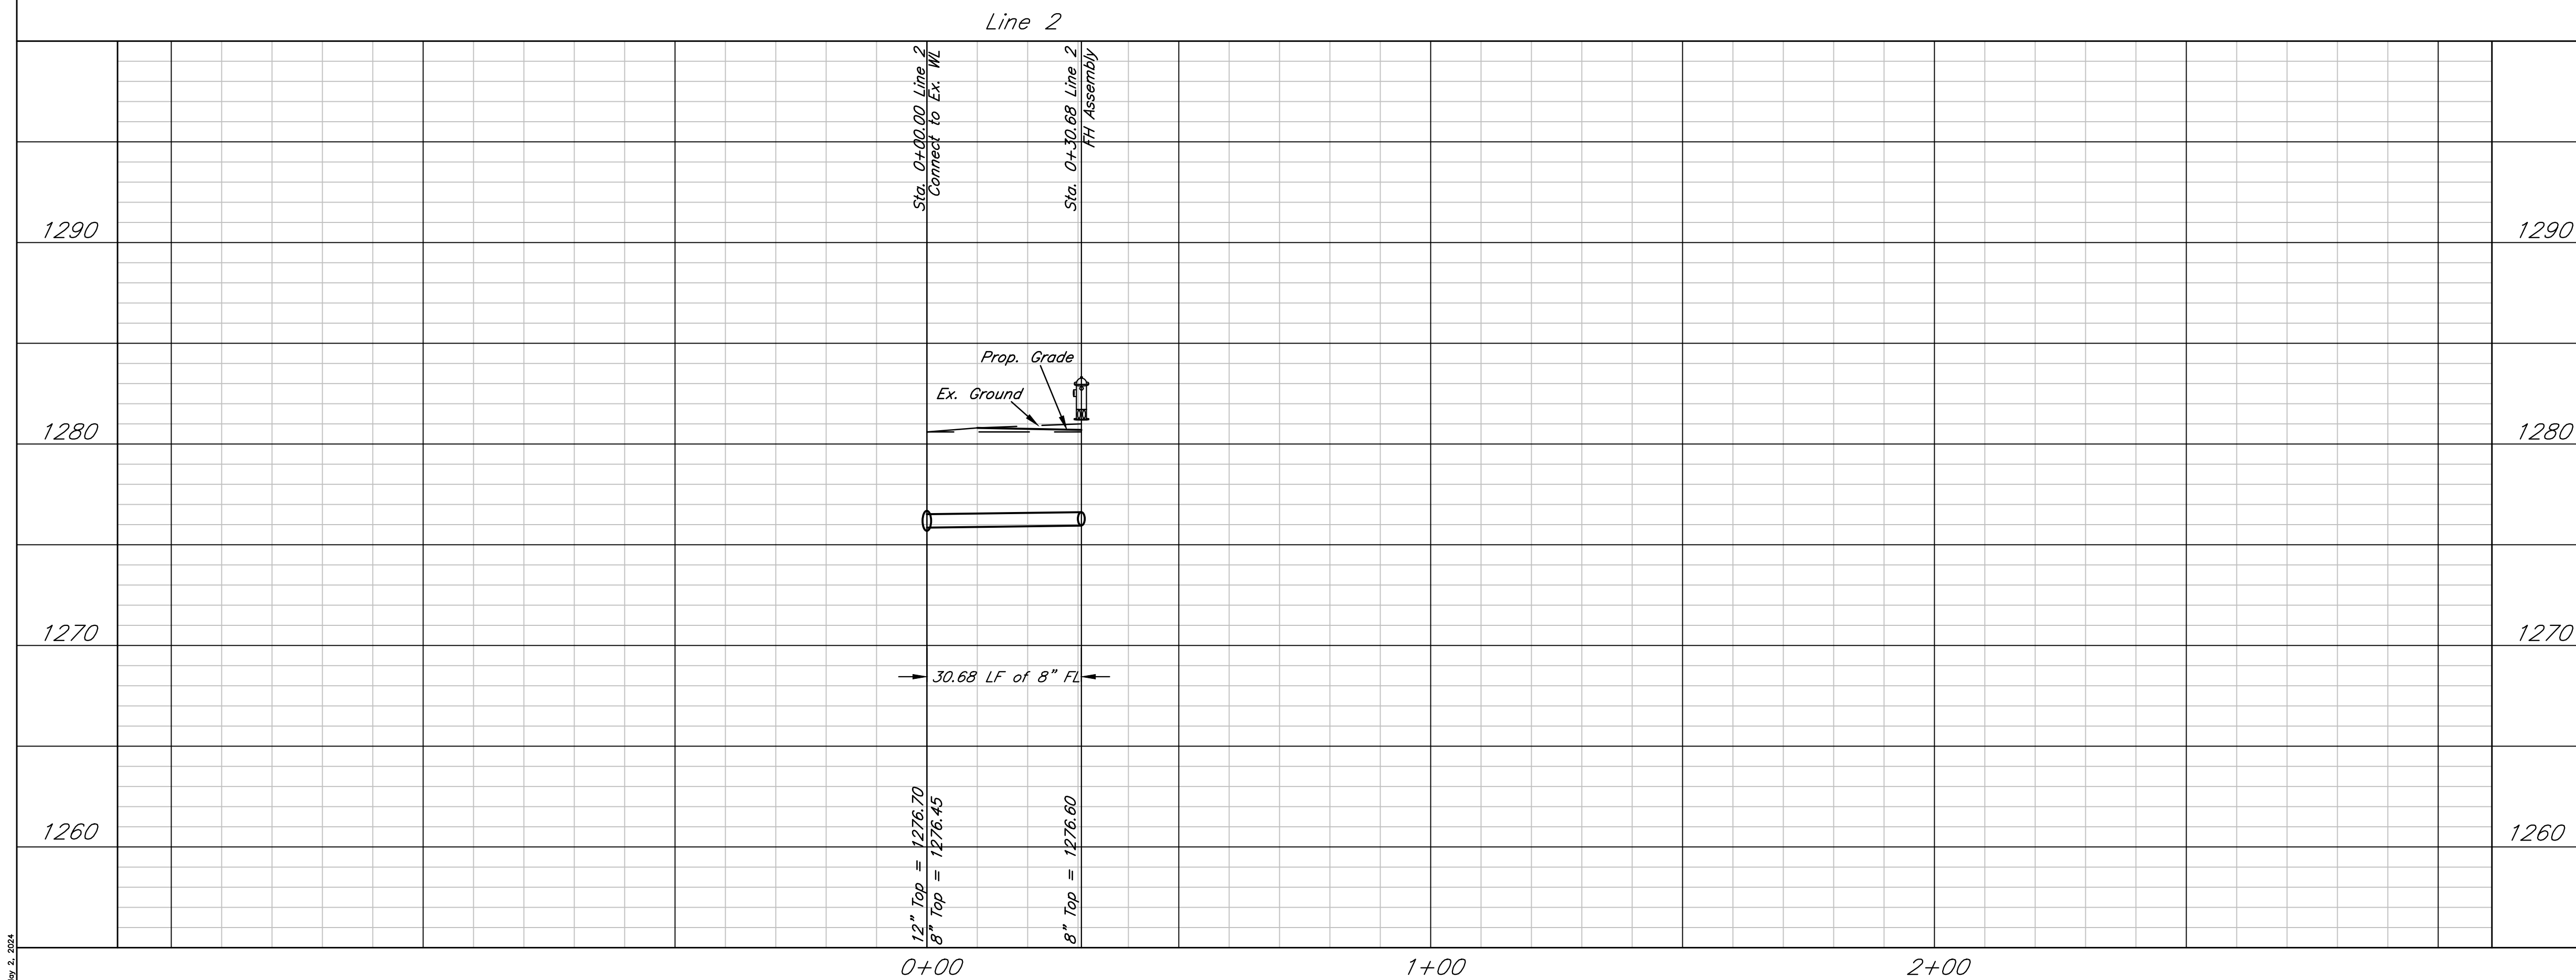 Line 2
Sta. 0+00.00 Line 2
Connect to Ex. WL
Sta. 0+30.68 Line 2
FH Assembly
1290
1290
Prop. Grade
Ex. Ground
1280
1280
1270
1270
30.68 LF of 8" FL
12" Top = 1276.70
8" Top = 1276.45
8" Top = 1276.60
1260
1260
2, 2024
0+00
1+00
2+00